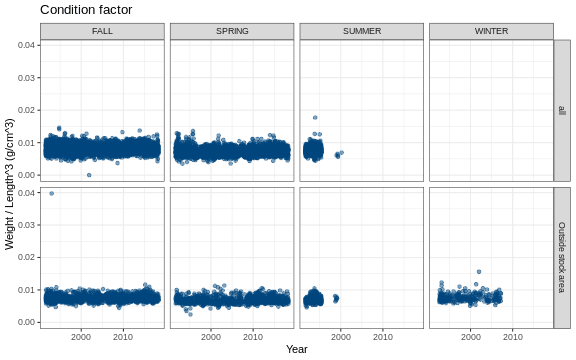 Condition factor
FALL SPRING SUMMER WINTER
0.04
0.03
0.02
0.01
0.00
all
0.04
0.03
0.02
0.01
0.00
Outside stock area
Weight / Length^3 (g/cm^3)
2000 2010 2000 2010 2000 2010 2000 2010
Year